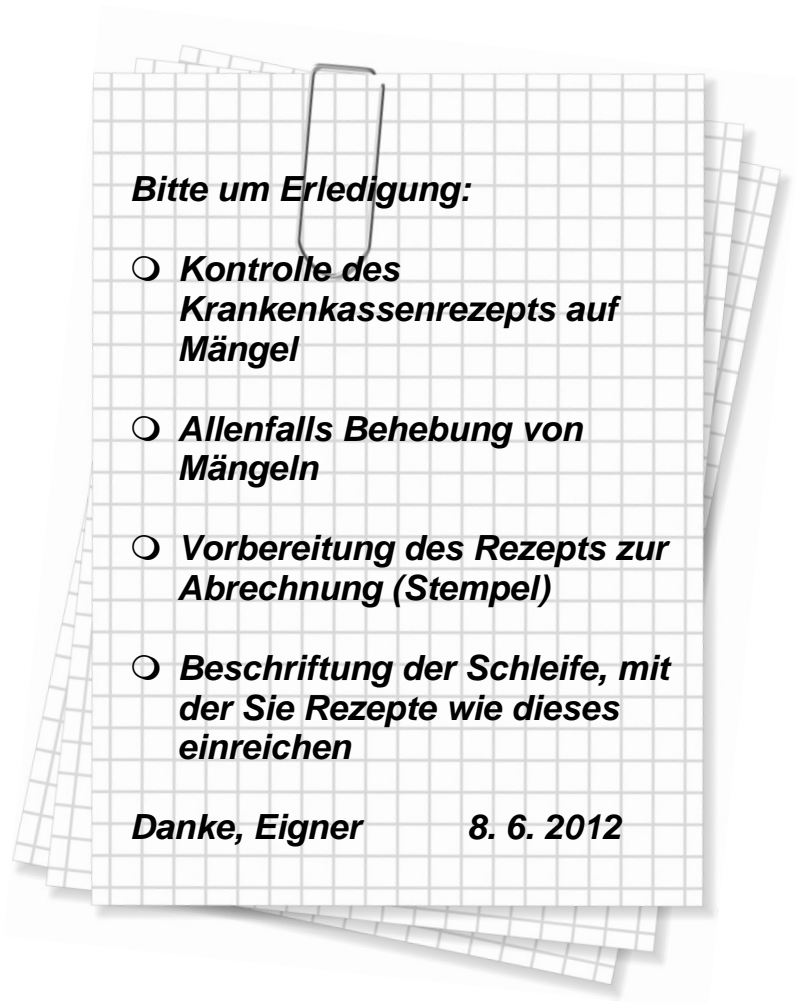 Bitte um Erledigung:
❍ Kontrolle des
Krankenkassenrezepts auf
Mängel
❍ Allenfalls Behebung von
Mängeln
❍ Vorbereitung des Rezepts zur
Abrechnung (Stempel)
❍ Beschriftung der Schleife, mit
der Sie Rezepte wie dieses
einreichen
Danke, Eigner 8. 6. 2012